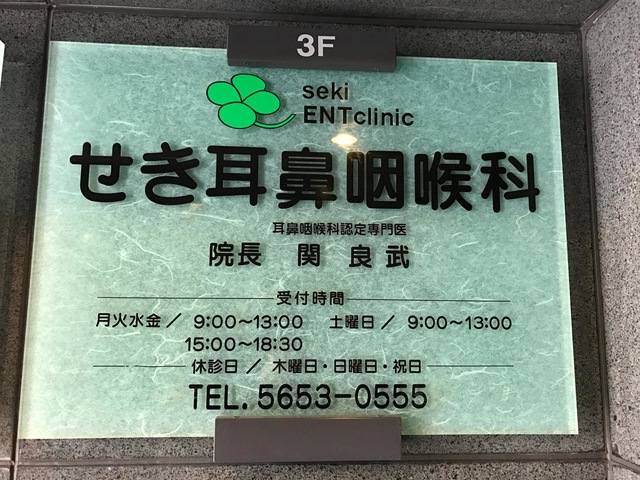 3F
seki
ENTclinic
せき耳鼻咽喉科
耳鼻咽喉科認定専門医
院長 関 良武
受付時間
月火水金／ 9:00〜13:00 土曜日／ 9:00〜13:00
15:00〜18:30
休診日 ／ 木曜日・日曜日・祝日
TEL. 5653-0555